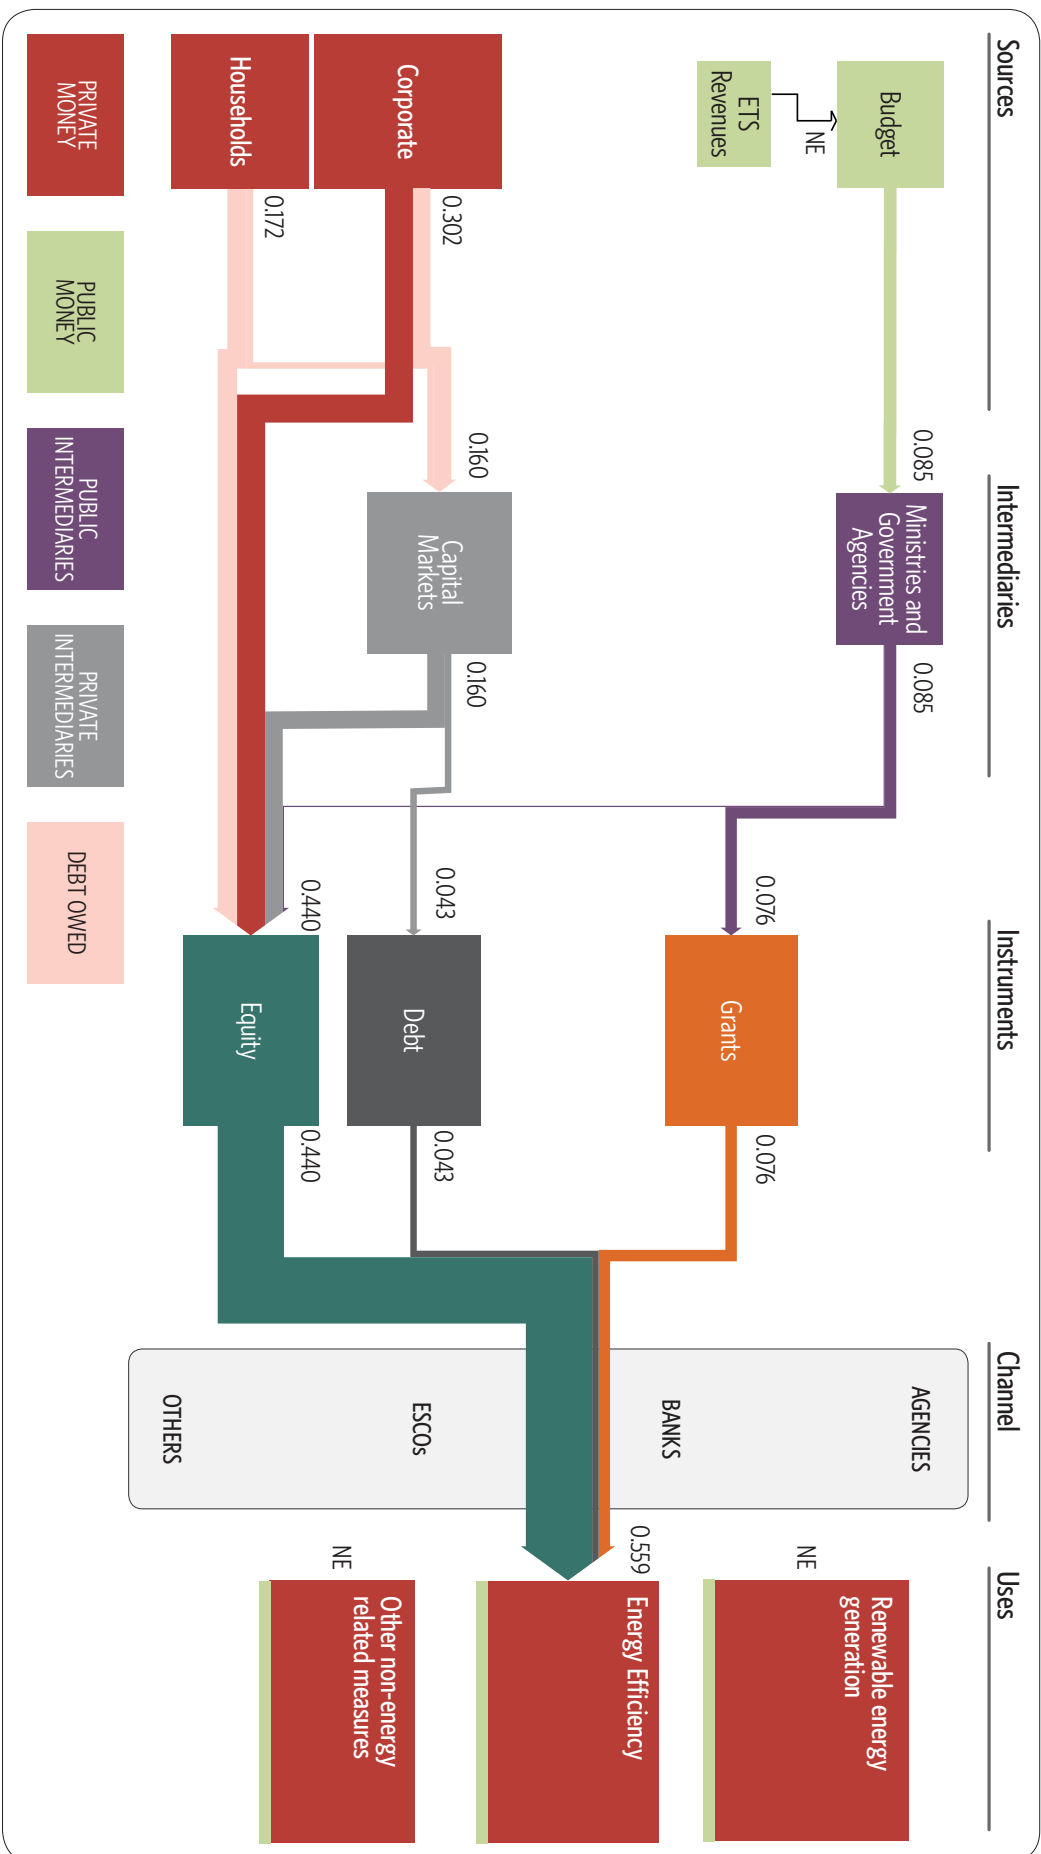 Sources
Intermediaries
Instruments
Channel
Uses
Budget
NE
ETS
Revenues
Corporate
0.302
Households
0.172
0.085
Ministries and
Government
Agencies
0.085
0.160
Capital
Markets
0.160
0.076
Grants
0.076
0.043
Debt
0.043
0.440
Equity
0.440
AGENCIES
BANKS
ESCOs
OTHERS
NE
Renewable energy
generation
0.559
Energy Efficiency
NE
Other non-energy
related measures
PRIVATE
MONEY
PUBLIC
MONEY
PUBLIC
INTERMEDIARIES
PRIVATE
INTERMEDIARIES
DEBT OWED